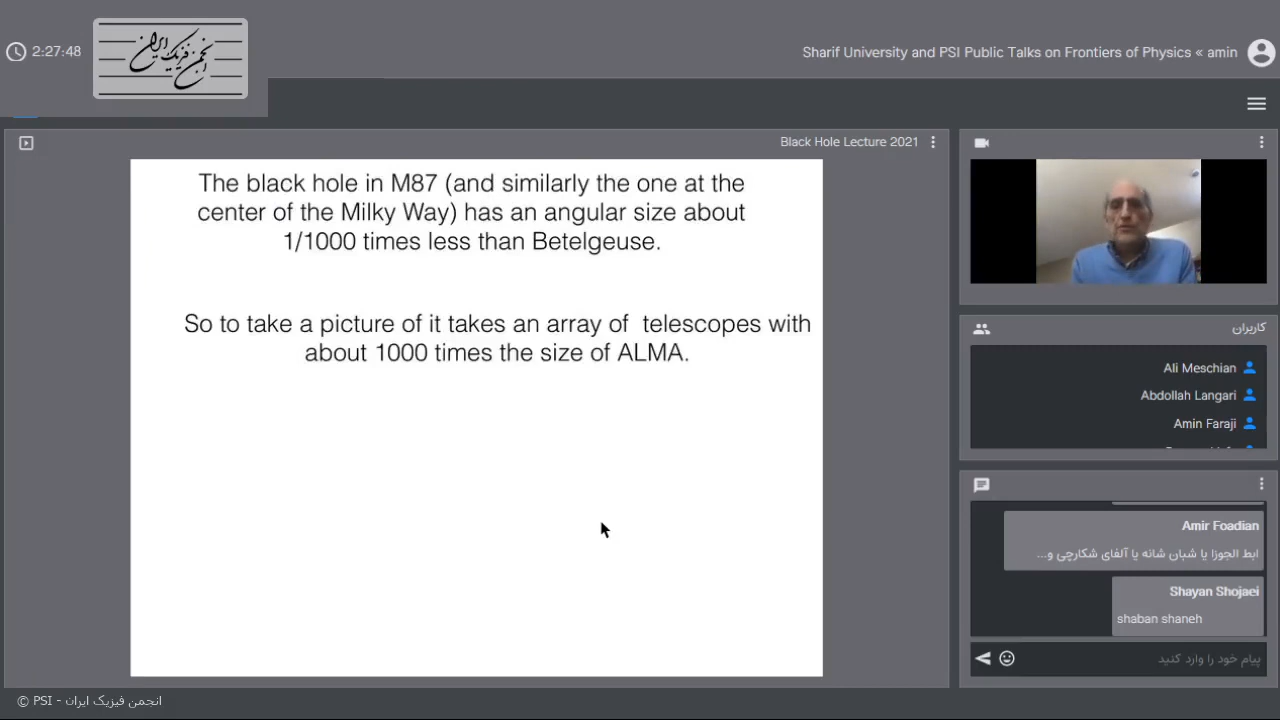 2:27:48
انجمن فیزیک ایران
Sharif University and PSI Public Talks on Frontiers of Physics « amin
Black Hole Lecture 2021
The black hole in M87 (and similarly the one at the
center of the Milky Way) has an angular size about
1/1000 times less than Betelgeuse.
So to take a picture of it takes an array of telescopes with
about 1000 times the size of ALMA.
کاربران
Ali Meschian
Abdollah Langari
Amin Faraji
Amir Foadian
ابط الجوزا یا شبان شانه یا آلفای شکارچی و...
Shayan Shojaei
shaban shaneh
پیام خود را وارد کنید
© PSI - انجمن فیزیک ایران